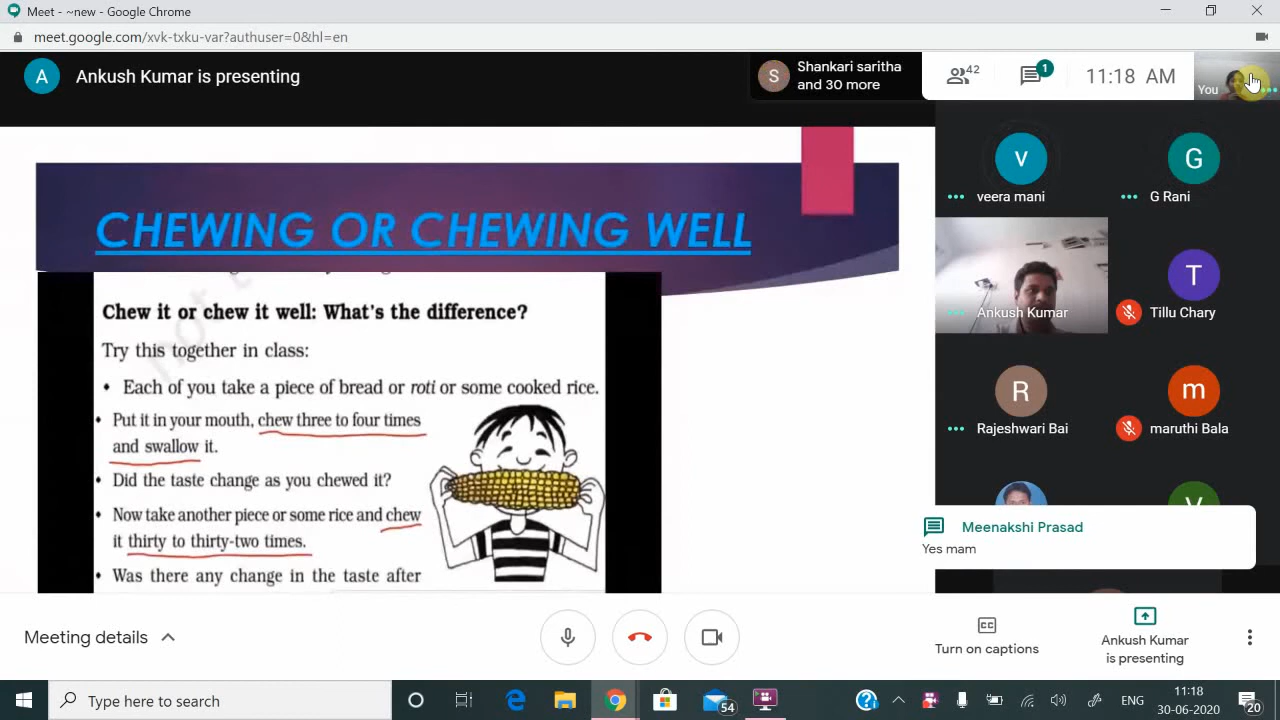 Meet - ~new - Google Chrome
meet.google.com/xvk-txku-var?authuser=0&hl=en
A Ankush Kumar is presenting
S Shankari saritha
and 30 more
42
1
11:18 AM
You
CHEWING OR CHEWING WELL
Chew it or chew it well: What's the difference?
Try this together in class:
• Each of you take a piece of bread or roti or some cooked rice.
• Put it in your mouth, chew three to four times
and swallow it.
• Did the taste change as you chewed it?
• Now take another piece or some rice and chew
it thirty to thirty-two times.
• Was there any change in the taste after
V
veera mani
G
G Rani
Ankush Kumar
T
Tillu Chary
R
Rajeshwari Bai
m
maruthi Bala
V
Meenakshi Prasad
Yes mam
Meeting details
CC
Turn on captions
Ankush Kumar
is presenting
Type here to search
54
ENG
11:18
30-06-2020
20